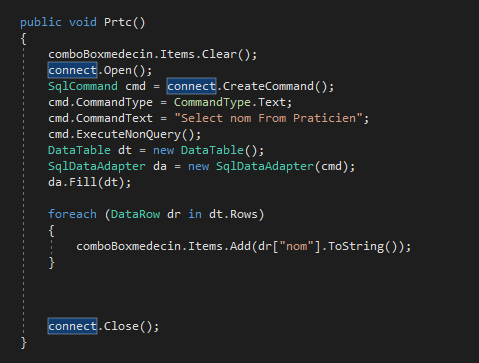 public void Prtc()
{
comboBoxmedecin.Items.Clear();
connect.Open();
SqlCommand cmd = connect.CreateCommand();
cmd.CommandType = CommandType.Text;
cmd.CommandText = "Select nom From Praticien";
cmd.ExecuteNonQuery();
DataTable dt = new DataTable();
SqlDataAdapter da = new SqlDataAdapter(cmd);
da.Fill(dt);
foreach (DataRow dr in dt.Rows)
{
comboBoxmedecin.Items.Add(dr["nom"].ToString());
}
connect.Close();
}